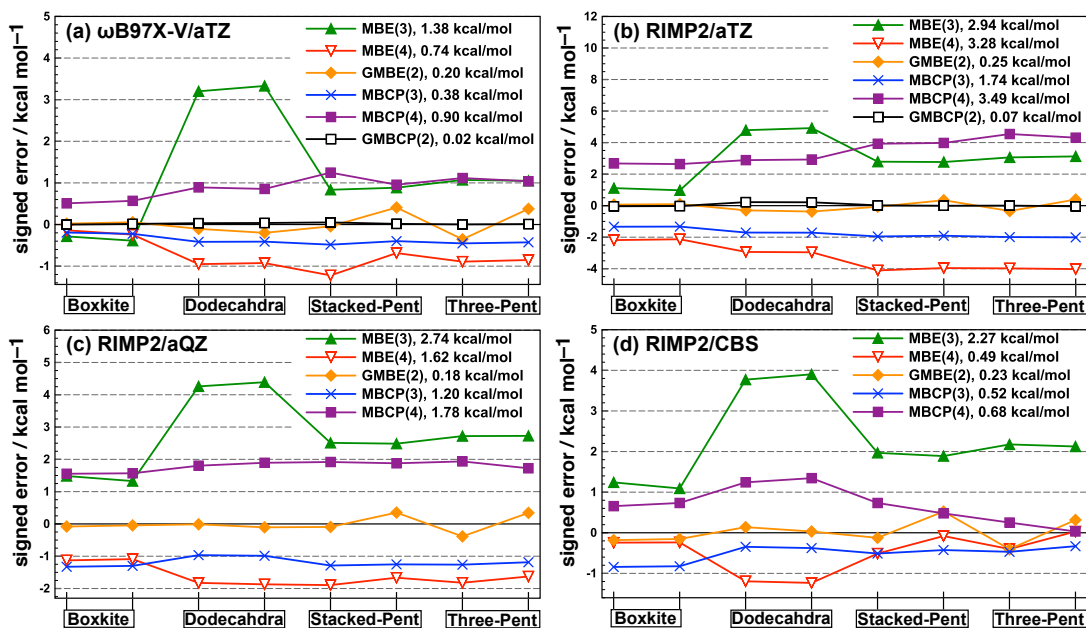 (a) ωB97X-V/aTZ
MBE(3), 1.38 kcal/mol
MBE(4), 0.74 kcal/mol
GMBE(2), 0.20 kcal/mol
MBCP(3), 0.38 kcal/mol
MBCP(4), 0.90 kcal/mol
GMBCP(2), 0.02 kcal/mol
signed error / kcal mol–1
5
4
3
2
1
0
-1
Boxkite
Dodecahdra
Stacked-Pent
Three-Pent
(b) RIMP2/aTZ
MBE(3), 2.94 kcal/mol
MBE(4), 3.28 kcal/mol
GMBE(2), 0.25 kcal/mol
MBCP(3), 1.74 kcal/mol
MBCP(4), 3.49 kcal/mol
GMBCP(2), 0.07 kcal/mol
signed error / kcal mol–1
12
10
8
6
4
2
0
-2
-4
Boxkite
Dodecahdra
Stacked-Pent
Three-Pent
(c) RIMP2/aQZ
MBE(3), 2.74 kcal/mol
MBE(4), 1.62 kcal/mol
GMBE(2), 0.18 kcal/mol
MBCP(3), 1.20 kcal/mol
MBCP(4), 1.78 kcal/mol
signed error / kcal mol–1
6
5
4
3
2
1
0
-1
-2
Boxkite
Dodecahdra
Stacked-Pent
Three-Pent
(d) RIMP2/CBS
MBE(3), 2.27 kcal/mol
MBE(4), 0.49 kcal/mol
GMBE(2), 0.23 kcal/mol
MBCP(3), 0.52 kcal/mol
MBCP(4), 0.68 kcal/mol
signed error / kcal mol–1
5
4
3
2
1
0
-1
Boxkite
Dodecahdra
Stacked-Pent
Three-Pent